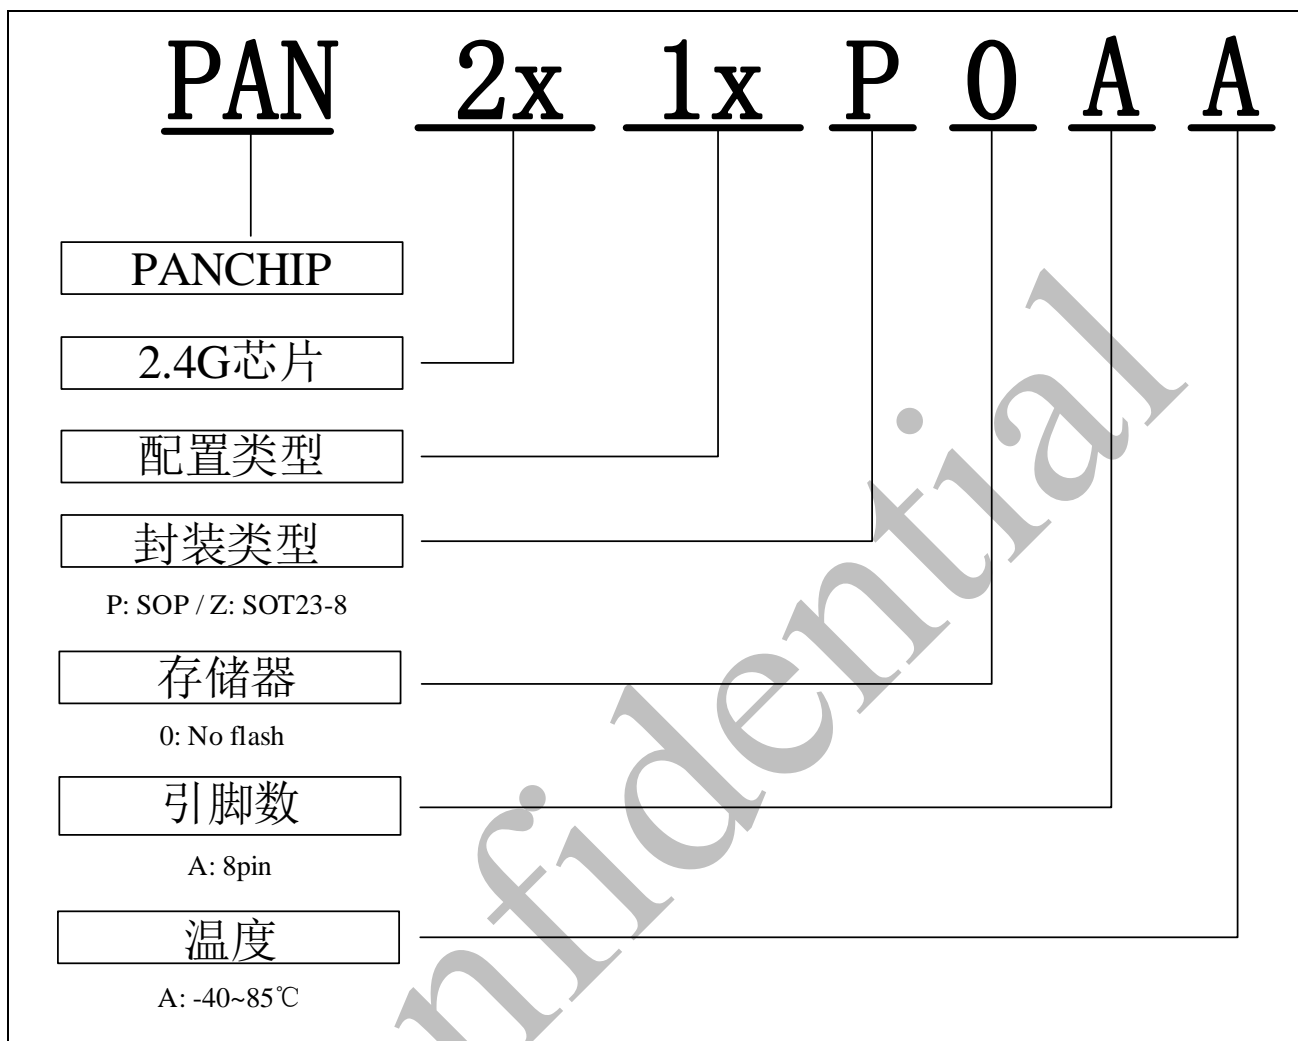 PAN 2x 1x P 0 A A
PANCHIP
2.4G芯片
配置类型
封装类型
P: SOP / Z: SOT23-8
存储器
0: No flash
引脚数
A: 8pin
温度
A: -40~85℃
nfidential